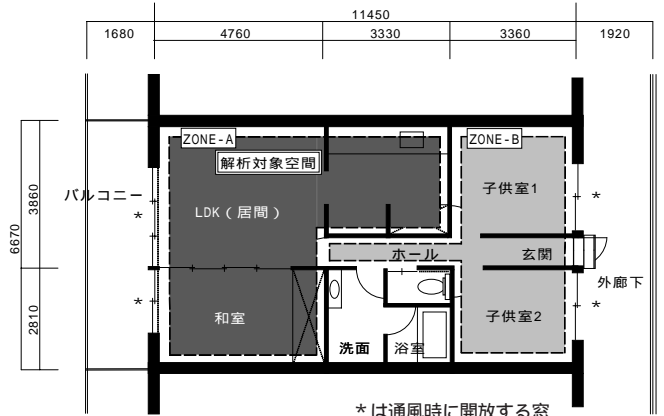 11450
1680 4760 3330 3360 1920
ZONE-A ZONE-B
解析対象空間
バルコニー
*
LDK（居間）
子供室1
*
6670
3860
ホール
玄関
外廊下
2810
*
和室
洗面
浴室
子供室2
*
*は通風時に開放する窓